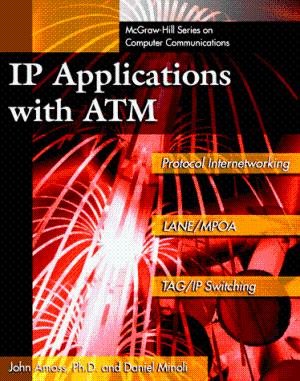 McGraw-Hill Series on
Computer Communications
IP Applications
with ATM
Protocol Internetworking
LANE/MPOA
TAG/IP Switching
John Amoss, Ph.D. and Daniel Minoli